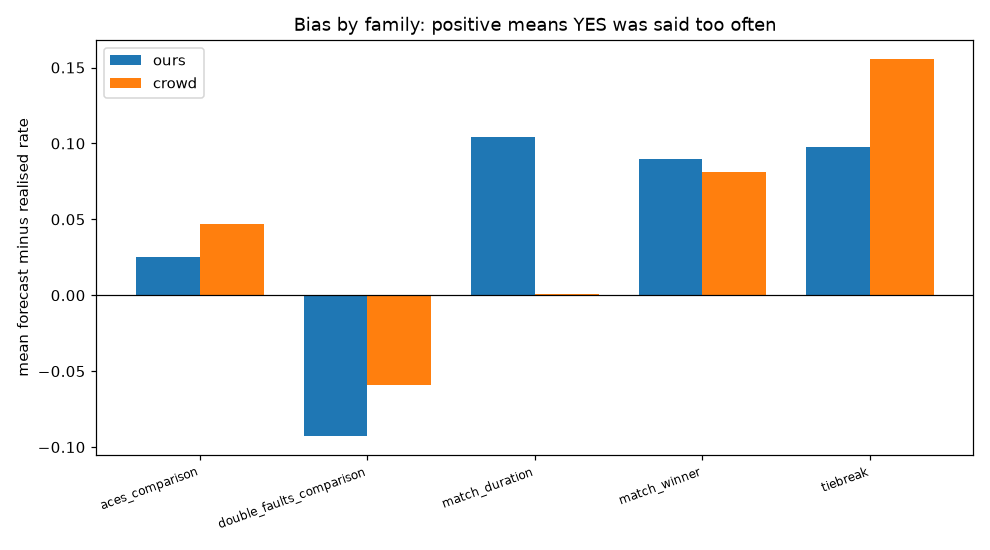 Bias by family: positive means YES was said too often
ours
crowd
mean forecast minus realised rate
0.15
0.10
0.05
0.00
−0.05
−0.10
aces_comparison
double_faults_comparison
match_duration
match_winner
tiebreak